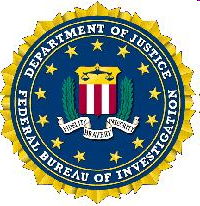 DEPARTMENT OF JUSTICE
FIDELITY BRAVERY INTEGRITY
FEDERAL BUREAU OF INVESTIGATION